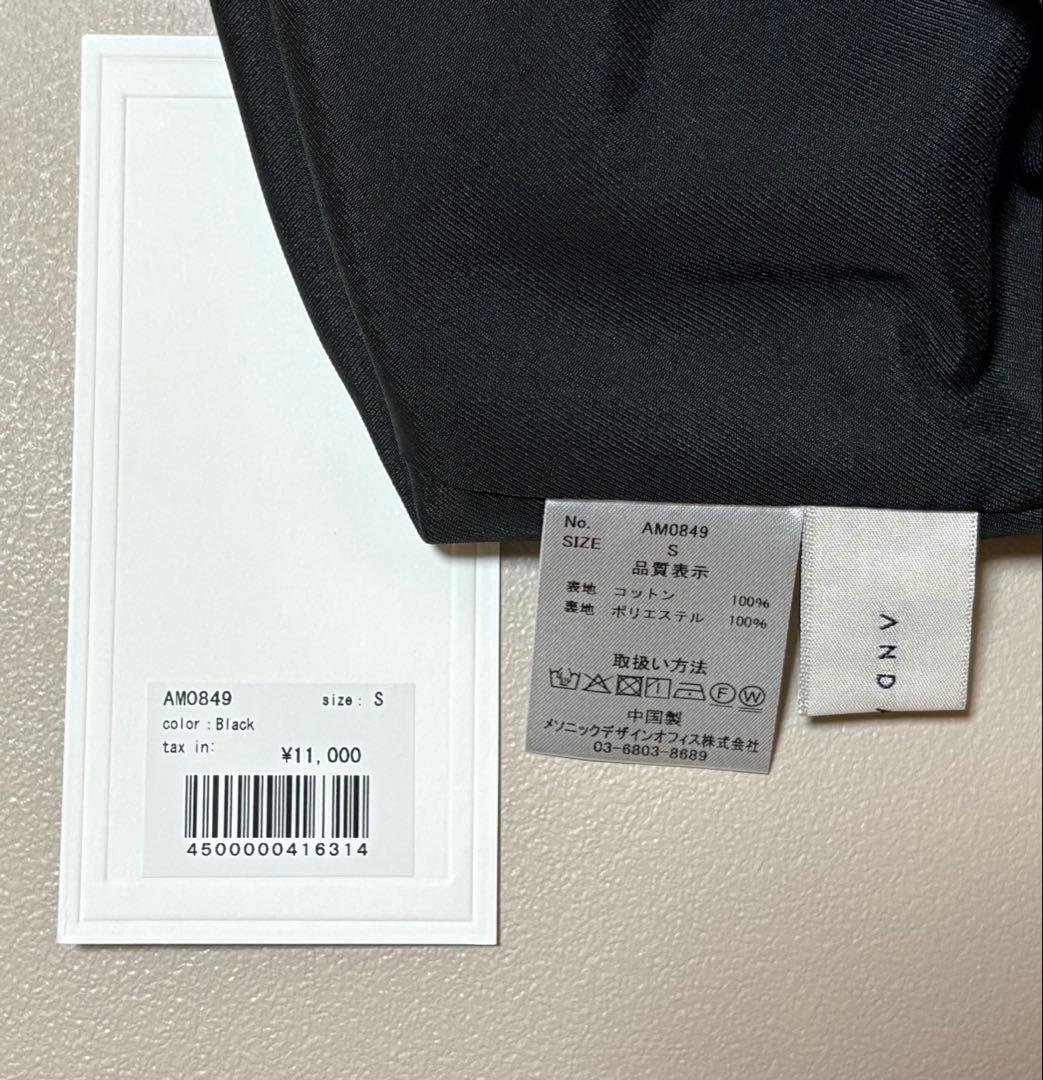 AM0849 size: S
color : Black
tax in:
¥11,000
4500000416314
No. AM0849
SIZE S
品質表示
表地 コットン 100%
裏地 ポリエステル 100%
取扱い方法
中国製
メソニックデザインオフィス株式会社
03-6803-8689
AND